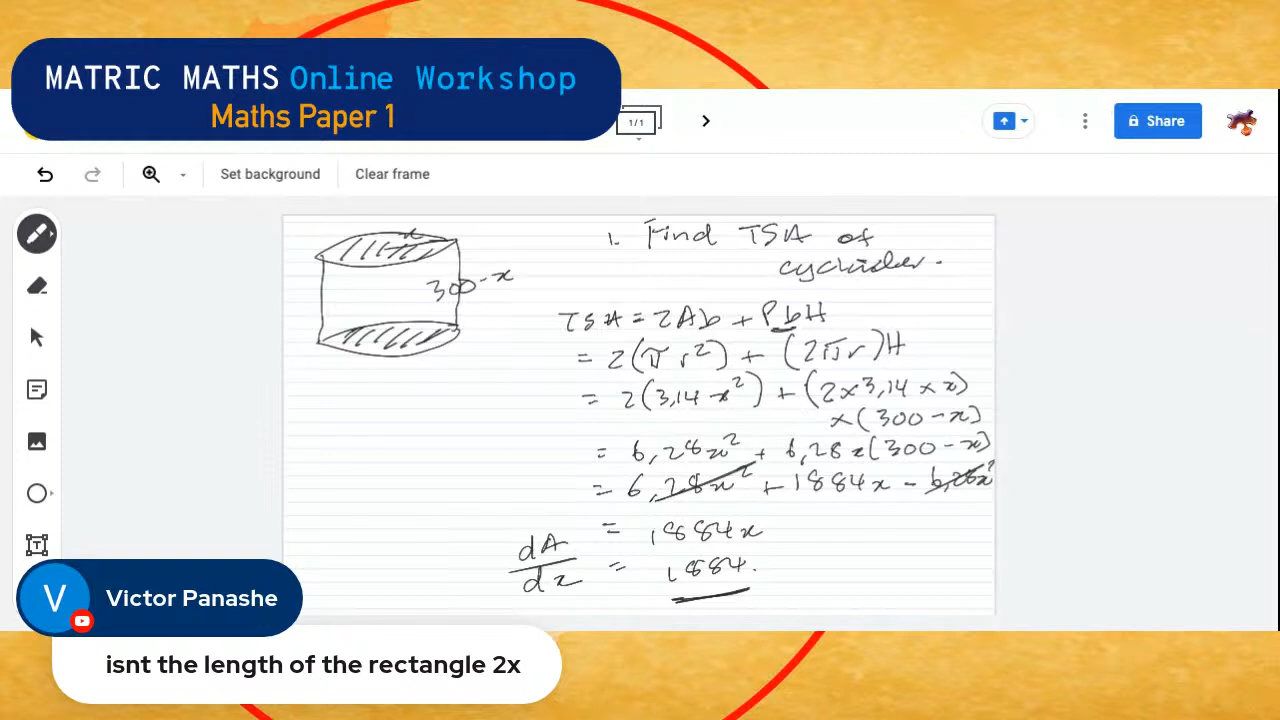 MATRIC MATHS Online Workshop
Maths Paper 1
1/1
Share
Set background
Clear frame
x
300-x
1. Find TSA of
cylinder.
TSA = 2Ab + PbH
= 2(πr²) + (2πr)H
= 2(3,14 x²) + (2×3,14 × x)
×(300 - x)
= 6,28x² + 6,28x(300 - x)
= 6,28x² + 1884x - 6,28x²
= 1884x
dA/dx = 1884.
V
Victor Panashe
isnt the length of the rectangle 2x